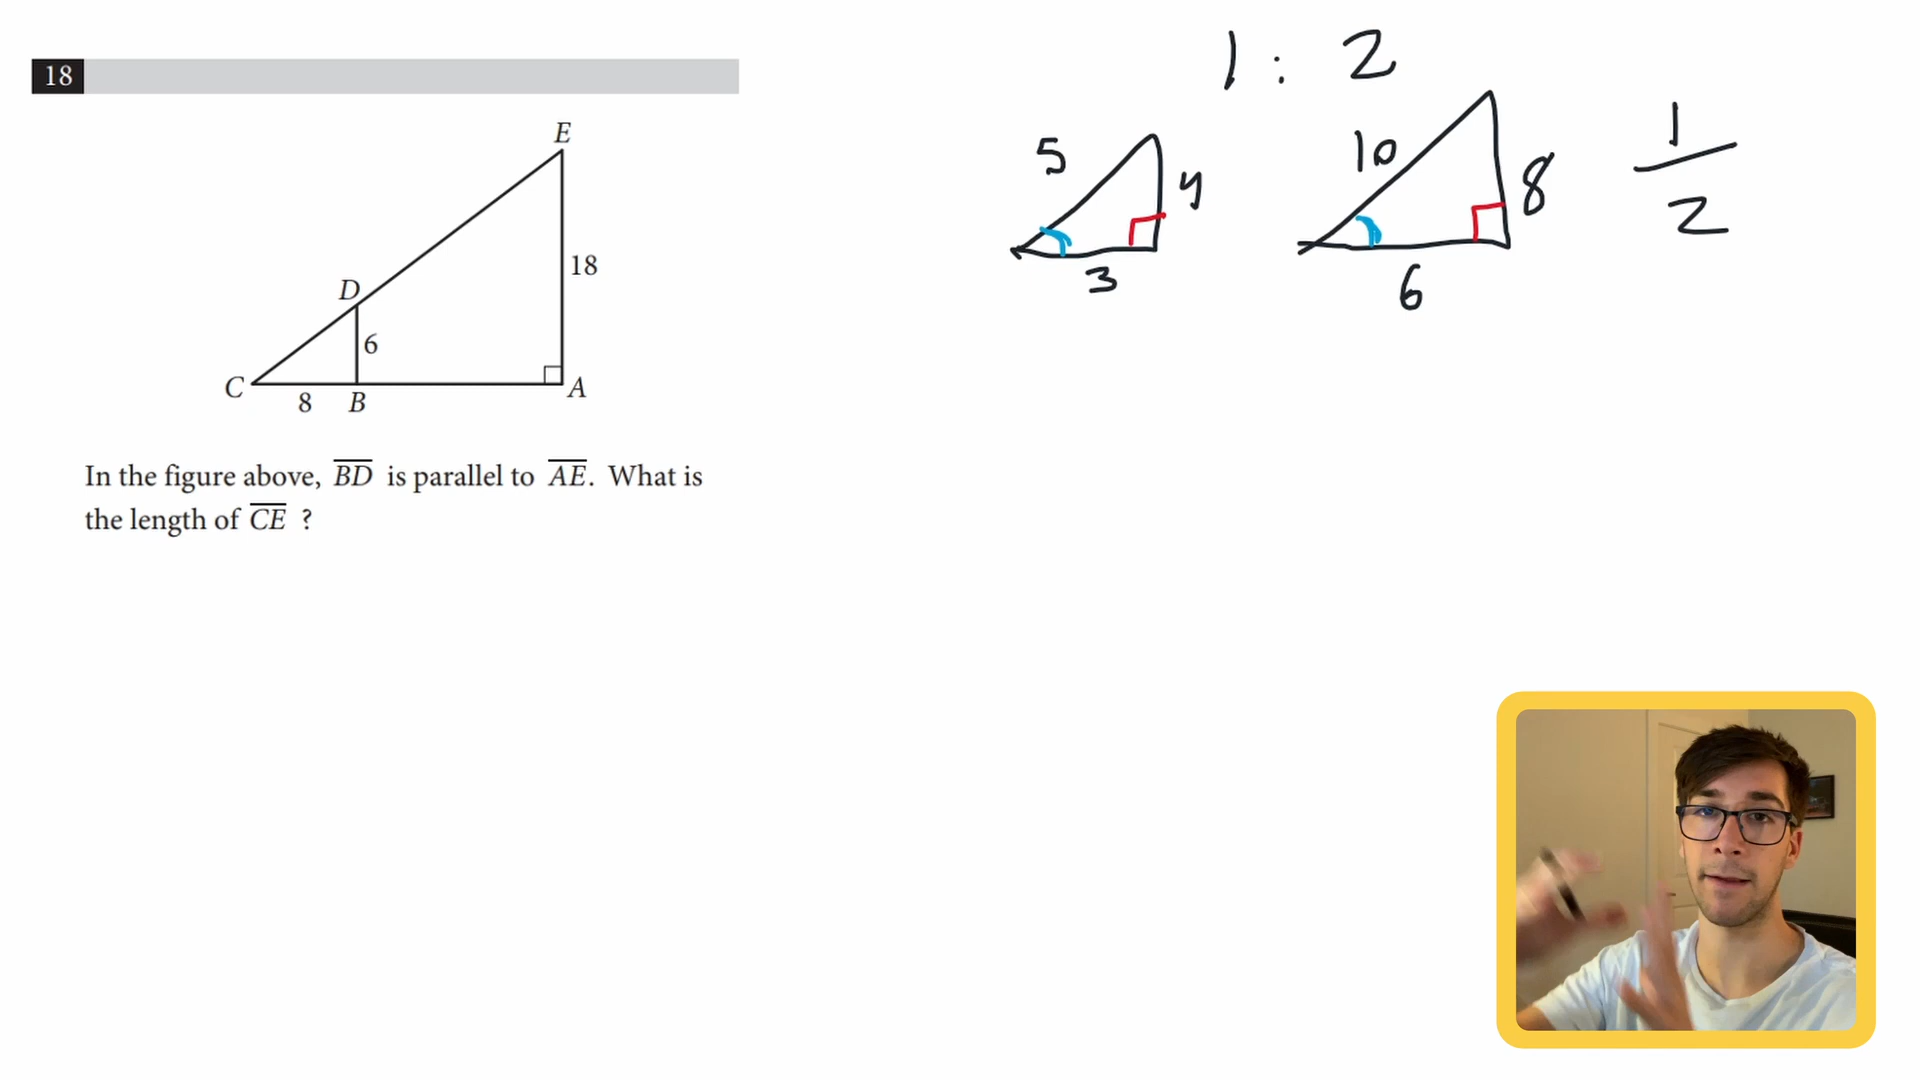 18
E
18
D
6
C
A
8
B
In the figure above, BD is parallel to AE. What is
the length of CE ?
1 : 2
5
4
3
10
8
6
1
2